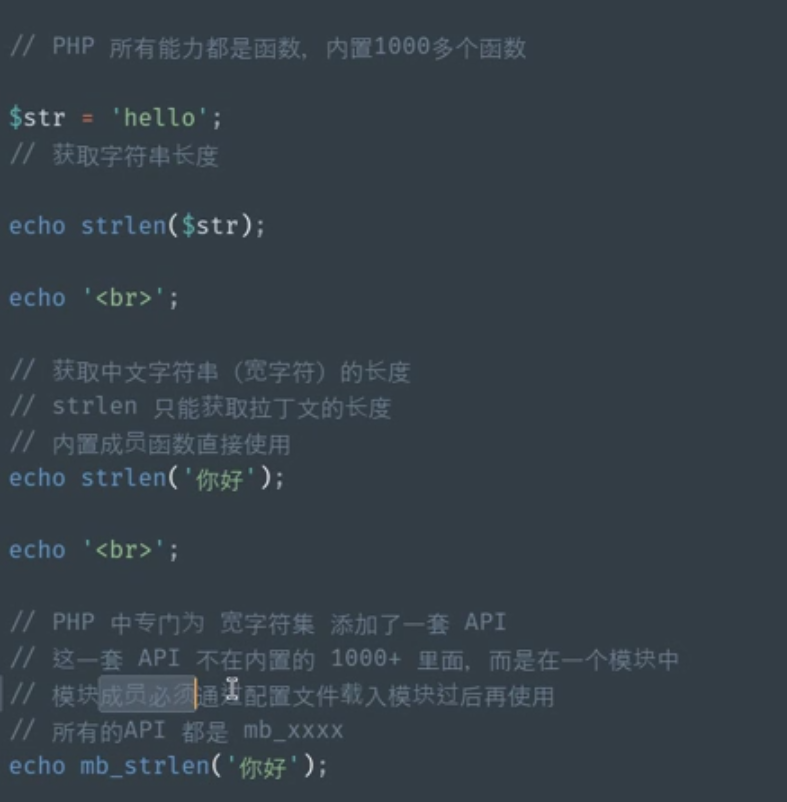 // PHP 所有能力都是函数，内置1000多个函数
$str = 'hello';
// 获取字符串长度
echo strlen($str);
echo '<br>';
// 获取中文字符串（宽字符）的长度
// strlen 只能获取拉丁文的长度
// 内置成员函数直接使用
echo strlen('你好');
echo '<br>';
// PHP 中专门为 宽字符集 添加了一套 API
// 这一套 API 不在内置的 1000+ 里面，而是在一个模块中
// 模块成员必须通过配置文件载入模块过后再使用
// 所有的API 都是 mb_xxxx
echo mb_strlen('你好');